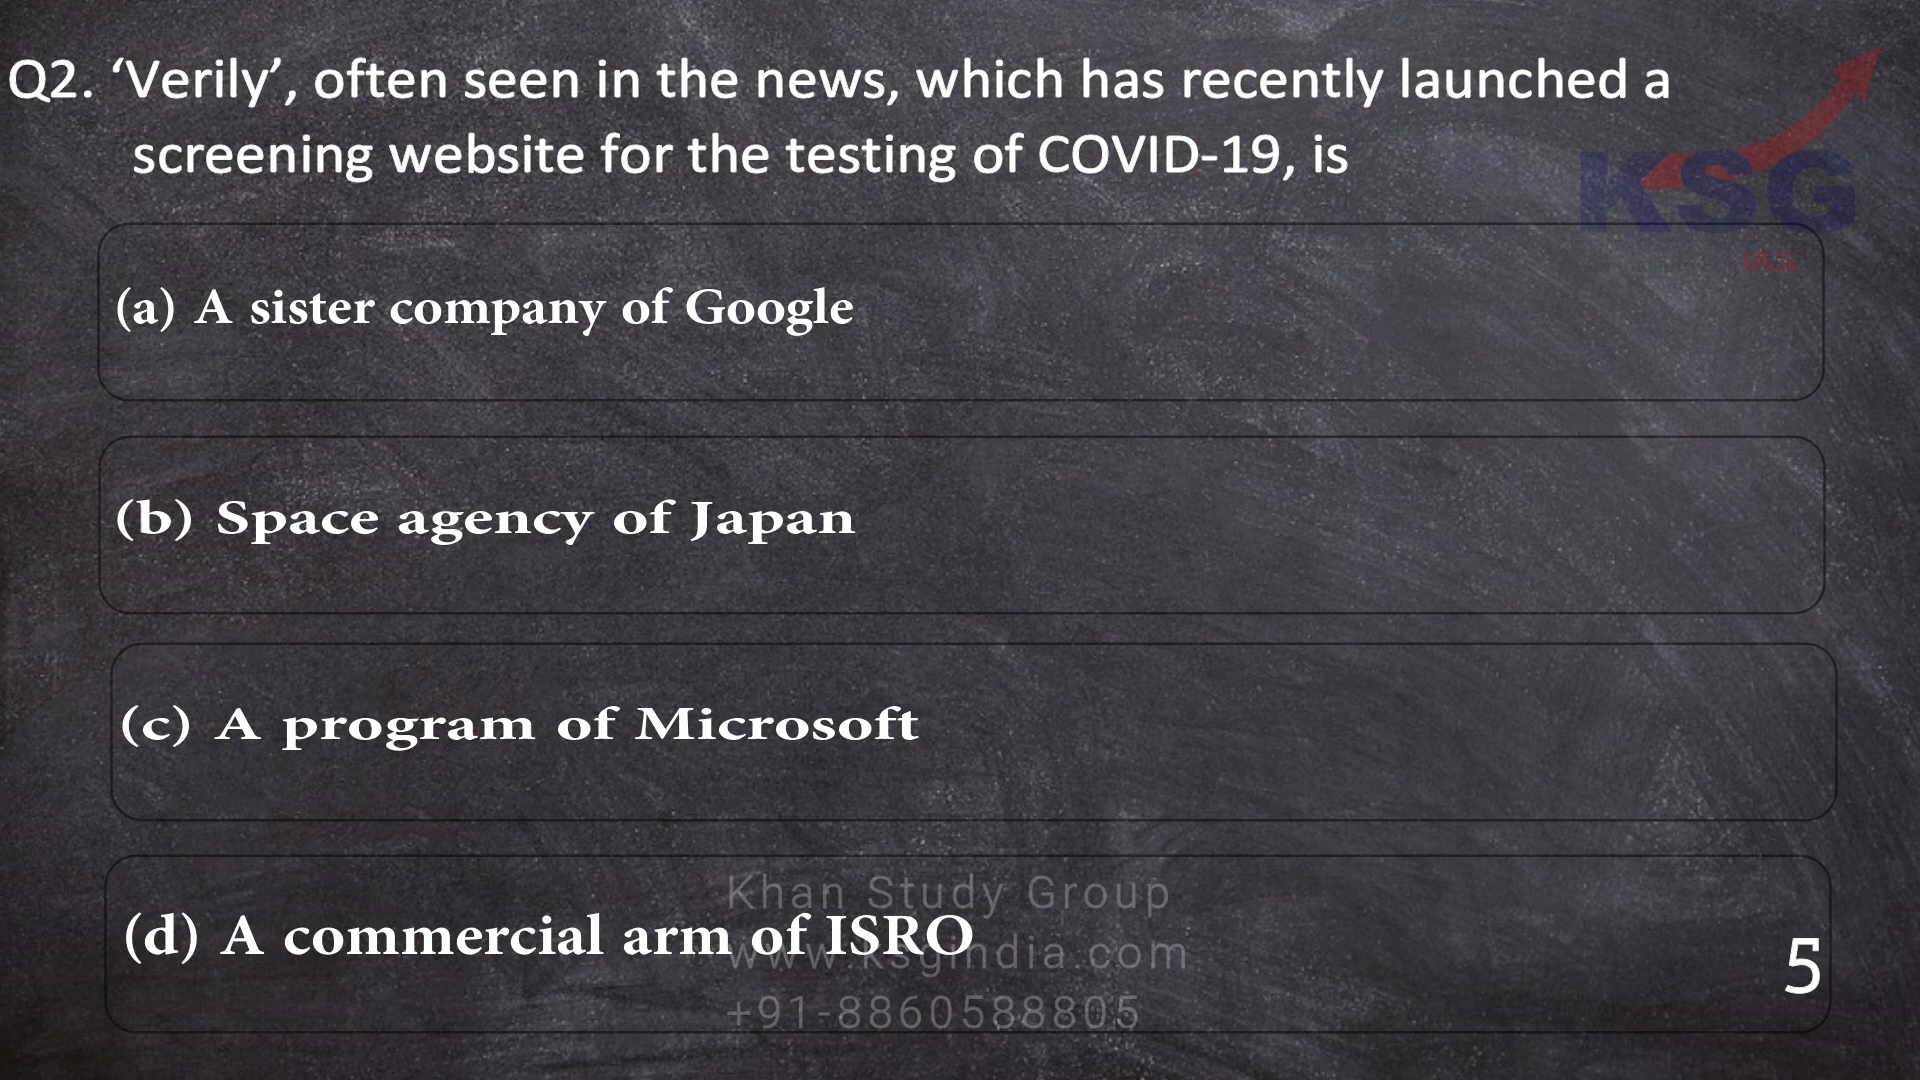 Q2. ‘Verily’, often seen in the news, which has recently launched a
screening website for the testing of COVID-19, is
KSG
IAS
(a) A sister company of Google
(b) Space agency of Japan
(c) A program of Microsoft
(d) A commercial arm of ISRO
Khan Study Group
www.ksgindia.com
+91-8860588805
5